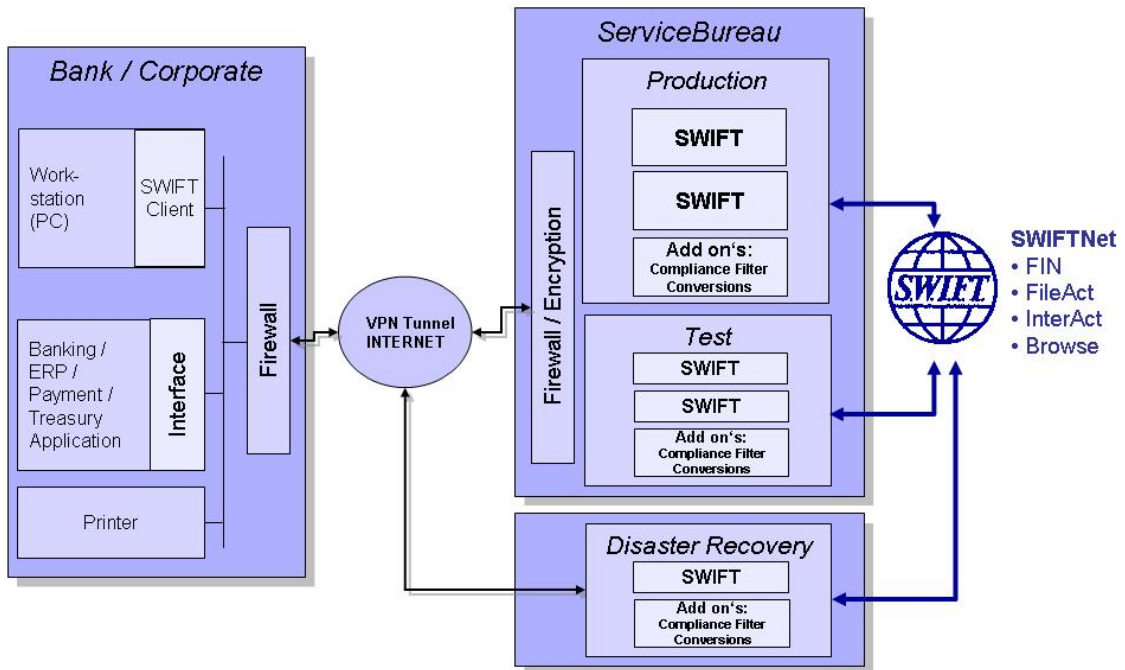 Bank / Corporate
Work-
station
(PC)
SWIFT
Client
Banking /
ERP /
Payment /
Treasury
Application
Interface
Printer
Firewall
VPN Tunnel
INTERNET
ServiceBureau
Firewall / Encryption
Production
SWIFT
SWIFT
Add on‘s:
Compliance Filter
Conversions
Test
SWIFT
SWIFT
Add on‘s:
Compliance Filter
Conversions
Disaster Recovery
SWIFT
Add on‘s:
Compliance Filter
Conversions
SWIFT
SWIFTNet
• FIN
• FileAct
• InterAct
• Browse